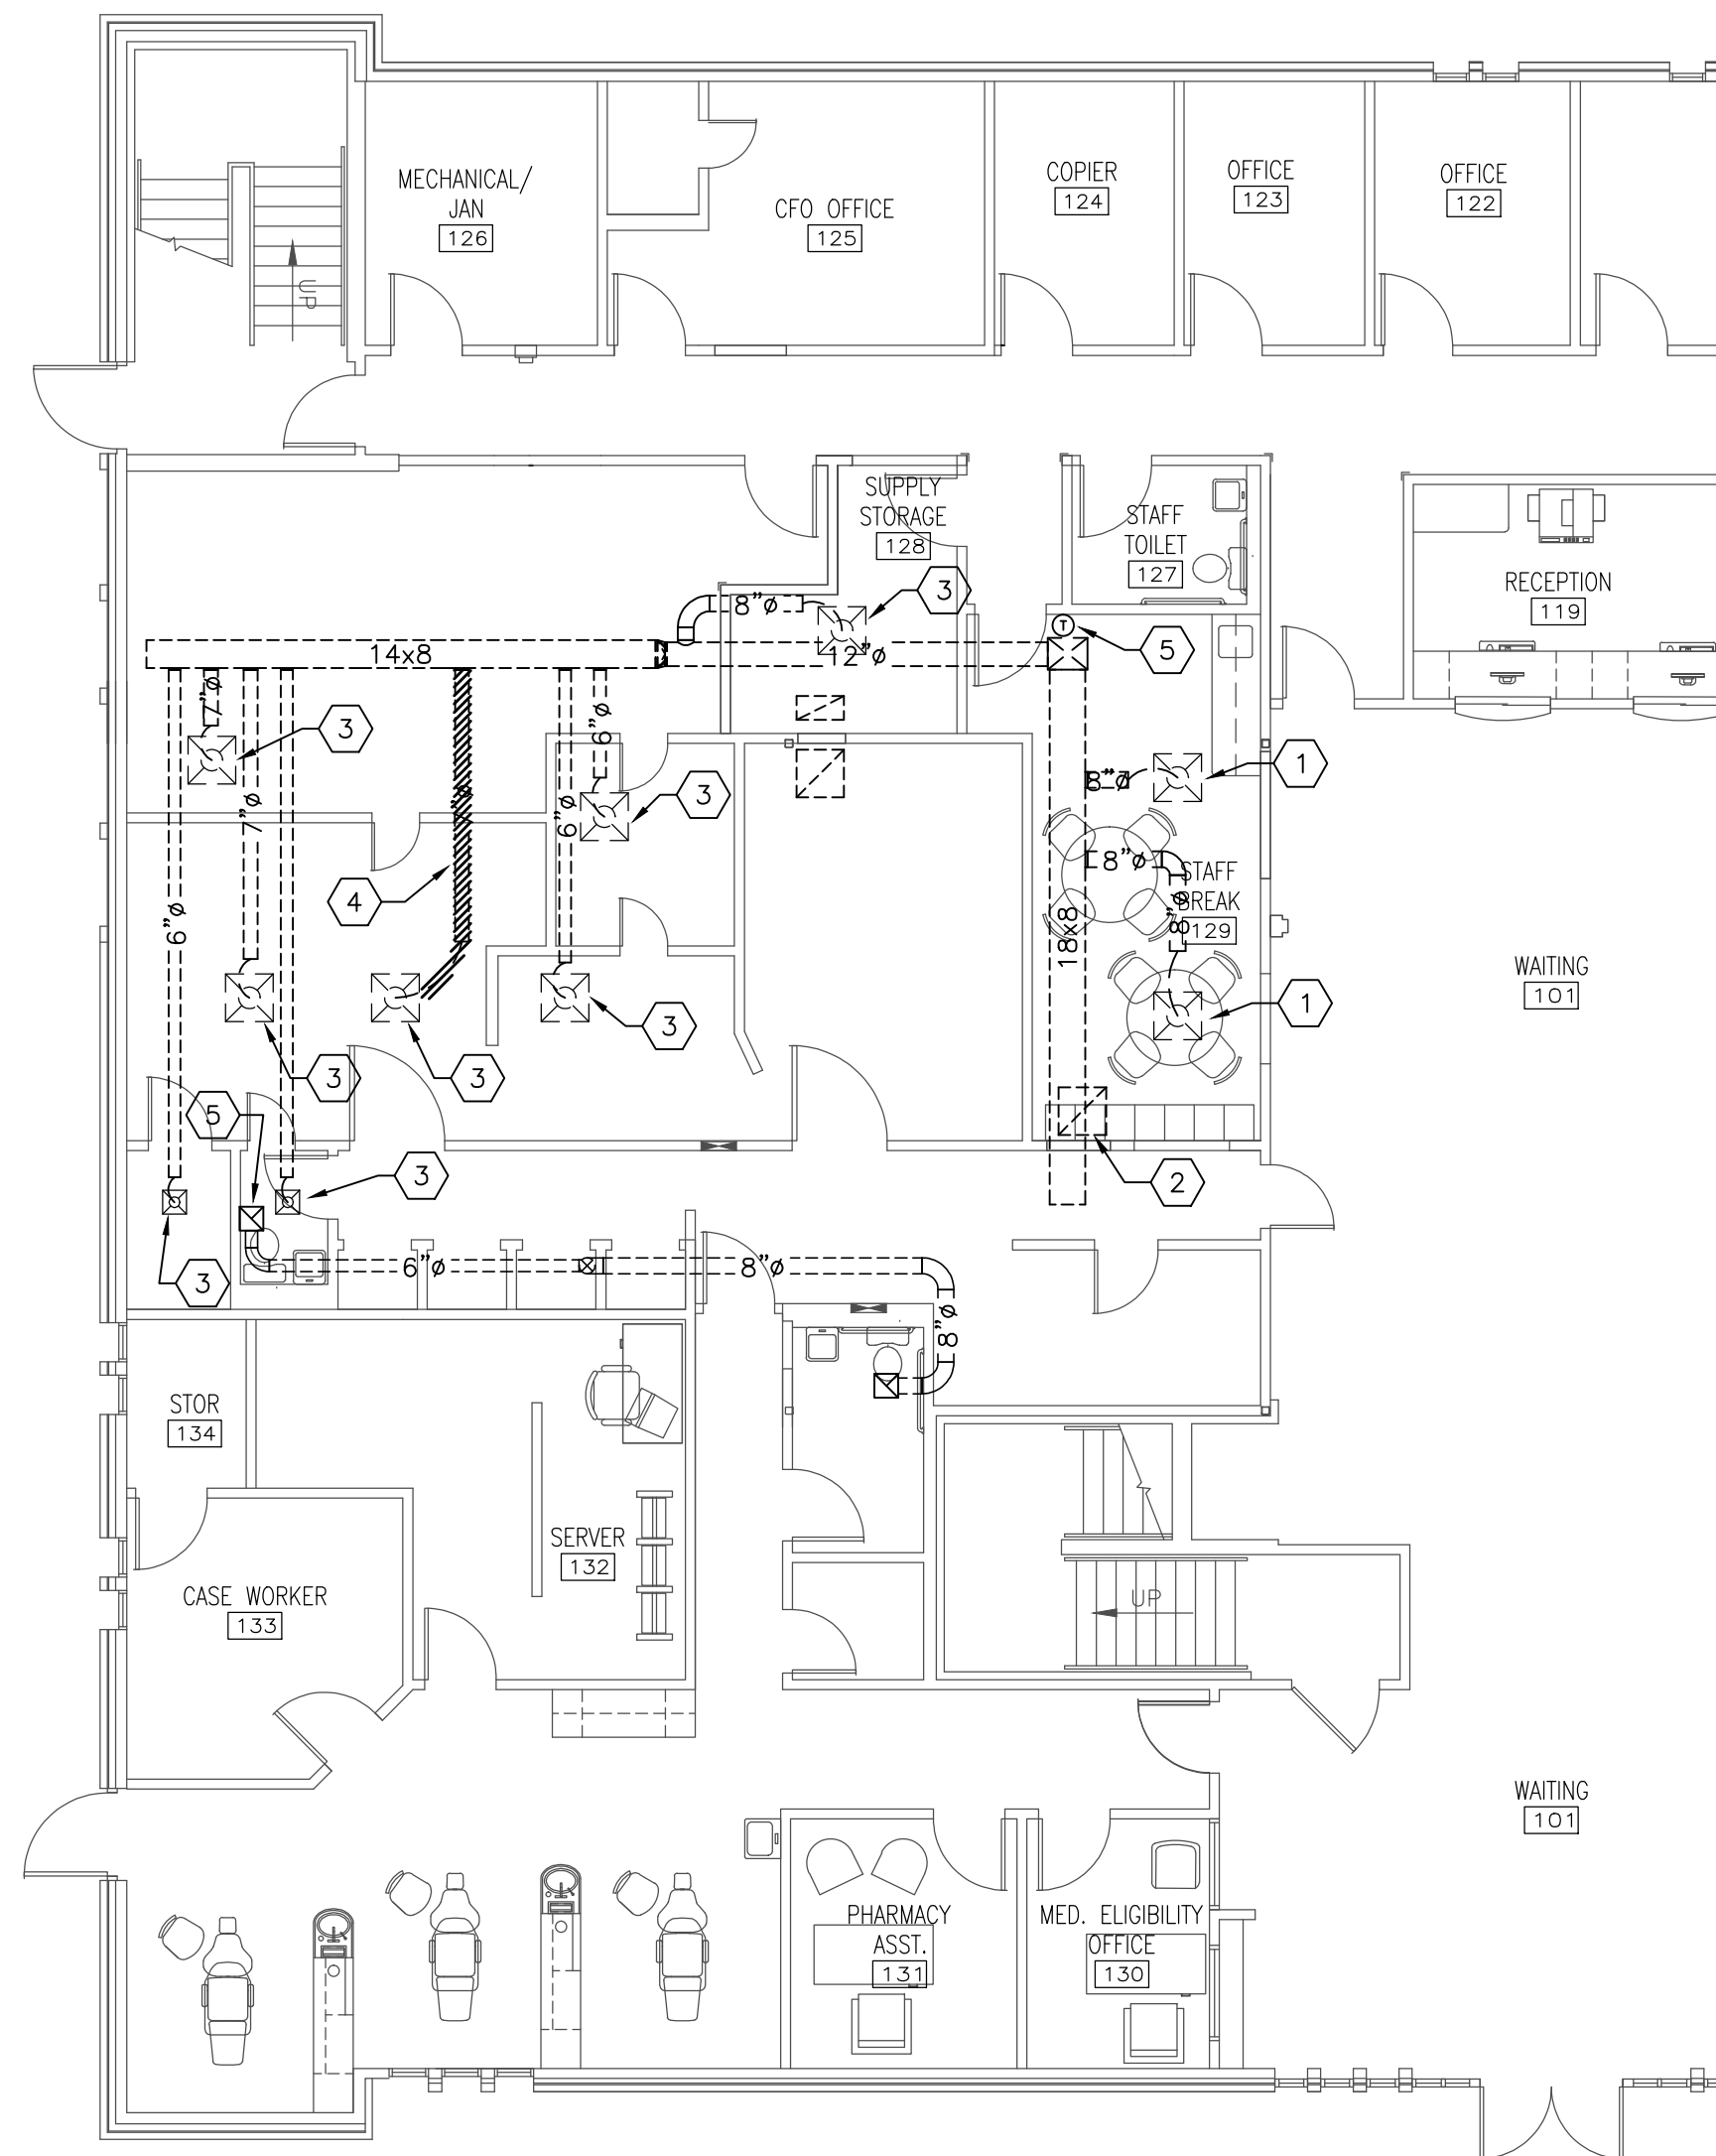 MECHANICAL/
JAN
126
CFO OFFICE
125
COPIER
124
OFFICE
123
OFFICE
122
UP
SUPPLY
STORAGE
128
STAFF
TOILET
127
RECEPTION
119
3
8"ø
T
5
14x8
12"ø
7"ø
3
6"ø
1
8"ø
3
7"ø
6"ø
8"ø
STAFF
BREAK
129
4
6"ø
8"ø
18x8
WAITING
101
1
3
3
3
5
3
2
3
6"ø
8"ø
8"ø
STOR
134
SERVER
132
CASE WORKER
133
UP
WAITING
101
PHARMACY
ASST.
131
MED. ELIGIBILITY
OFFICE
130